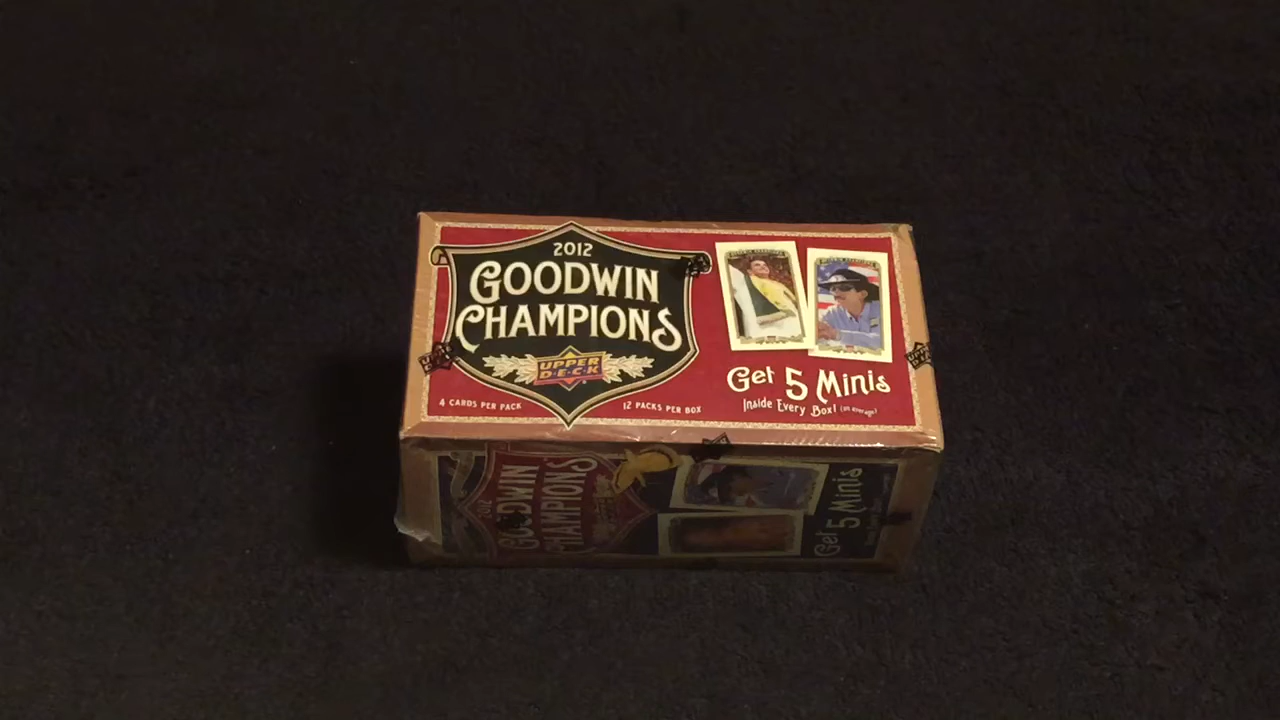 2012
GOODWIN
CHAMPIONS
UPPER
D·E·C·K
4 CARDS PER PACK
12 PACKS PER BOX
Get 5 Minis
Inside Every Box! (on average)
2012
GOODWIN
CHAMPIONS
Get 5 Minis